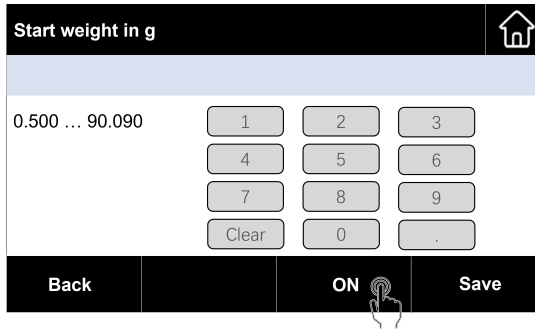 Start weight in g
0.500 … 90.090
1 2 3
4 5 6
7 8 9
Clear 0 .
Back ON Save